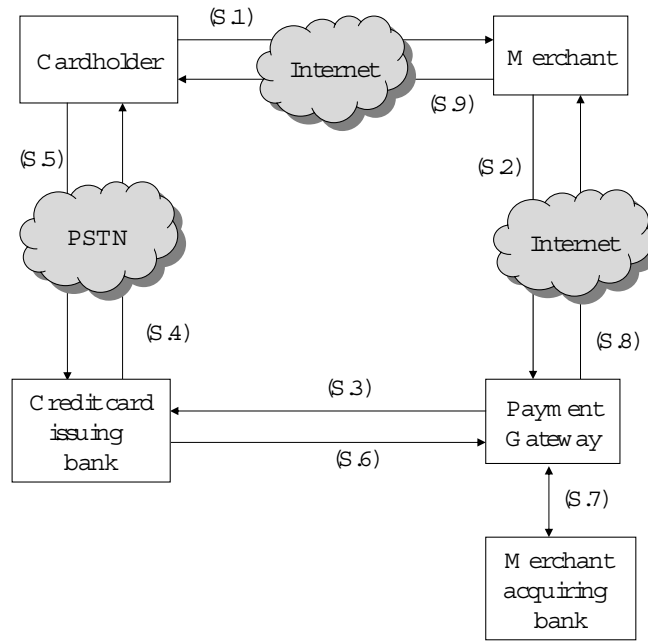 (S.1)
Cardholder
Internet
Merchant
(S.9)
(S.5)
(S.2)
PSTN
Internet
(S.4)
(S.8)
Credit card
issuing
bank
(S.3)
Payment
Gateway
(S.6)
(S.7)
Merchant
acquiring
bank